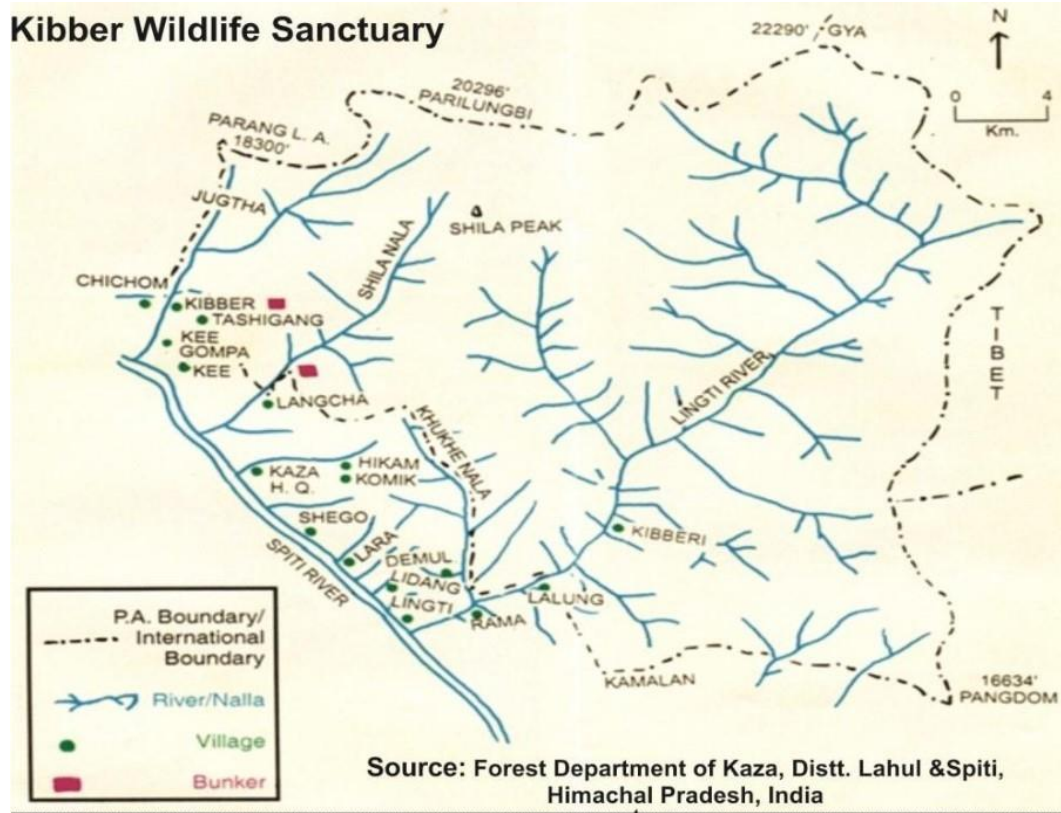 Kibber Wildlife Sanctuary
22290' GYA
N
20296'
PARILUNGBI
0 4
Km.
PARANG L. A.
18300'
JUGTHA
SHILA PEAK
SHILA NALA
CHICHOM
KIBBER
TASHIGANG
KEE
GOMPA
KEE
LANGCHA
TIBET
LINGTI RIVER
KHUKHE NALA
HIKAM
KAZA
H. Q.
KOMIK
SHEGO
KIBBERI
LARA
DEMUL
SPITI RIVER
LIDANG
LALUNG
LINGTI
RAMA
KAMALAN
16634'
PANGDOM
P.A. Boundary/
International
Boundary
River/Nalla
Village
Bunker
Source: Forest Department of Kaza, Distt. Lahul &Spiti,
Himachal Pradesh, India